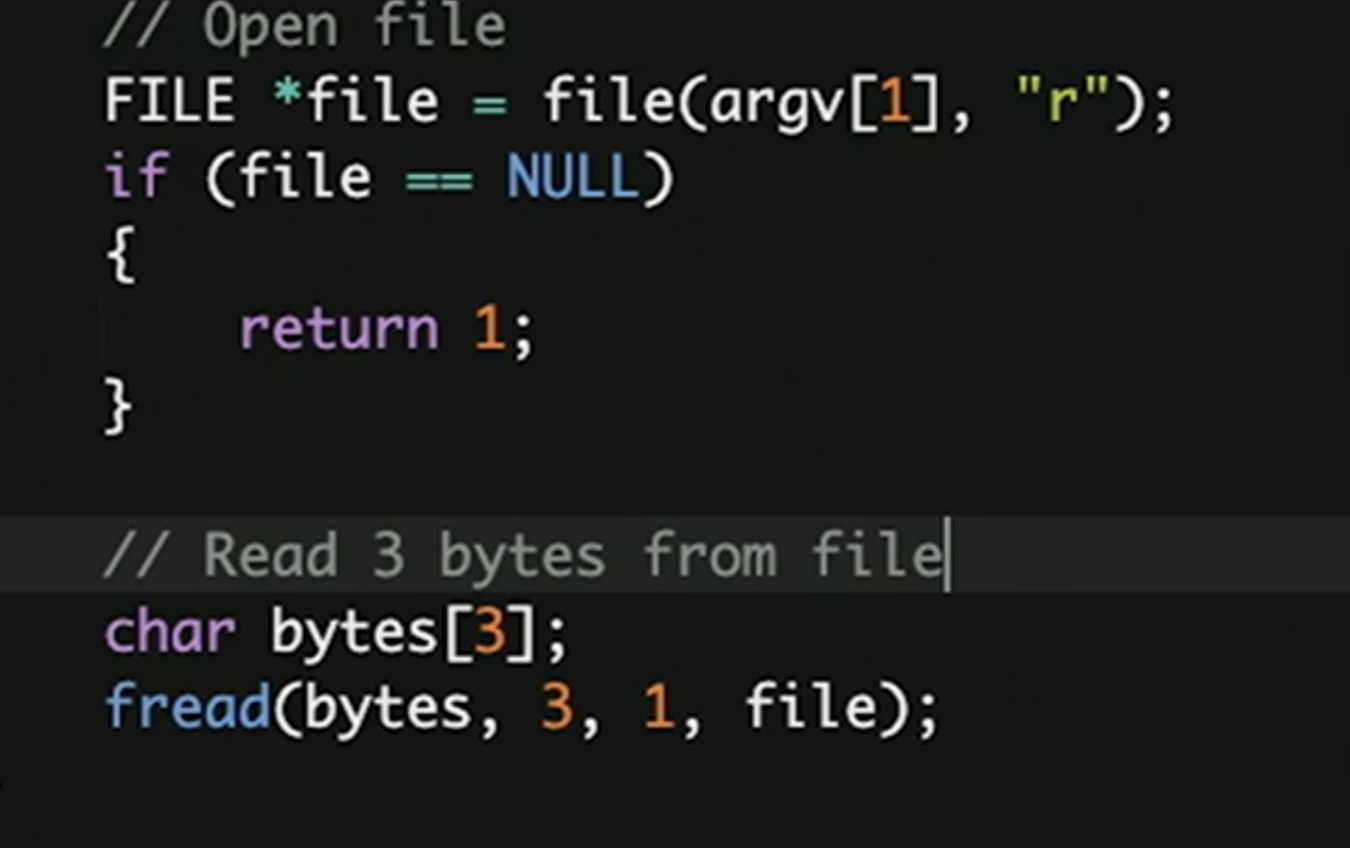 // Open file
FILE *file = file(argv[1], "r");
if (file == NULL)
{
    return 1;
}
// Read 3 bytes from file
char bytes[3];
fread(bytes, 3, 1, file);